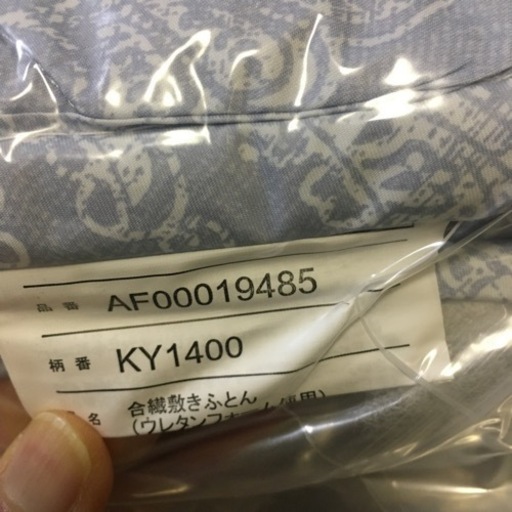 品番 AF00019485
柄番 KY1400
名 合繊敷きふとん
(ウレタンフォーム使用)